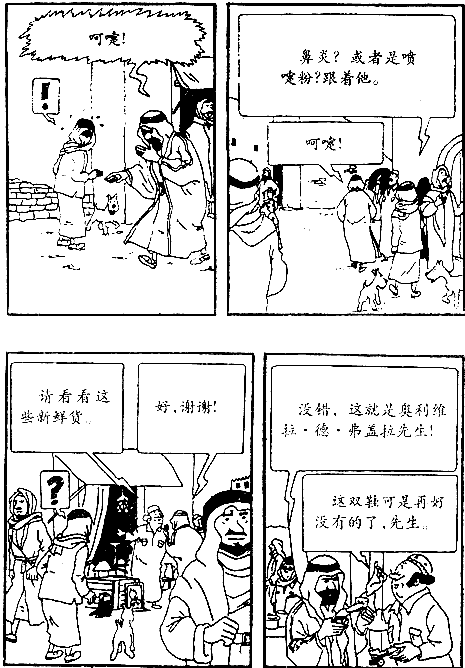 呵嚏!
!
鼻炎？或者是喷
嚏粉?跟着他。
呵嚏!
请看看这
些新鲜货。
好,谢谢!
?
没错，这就是奥利维
拉·德·弗盖拉先生!
这双鞋可是再好
没有的了,先生。